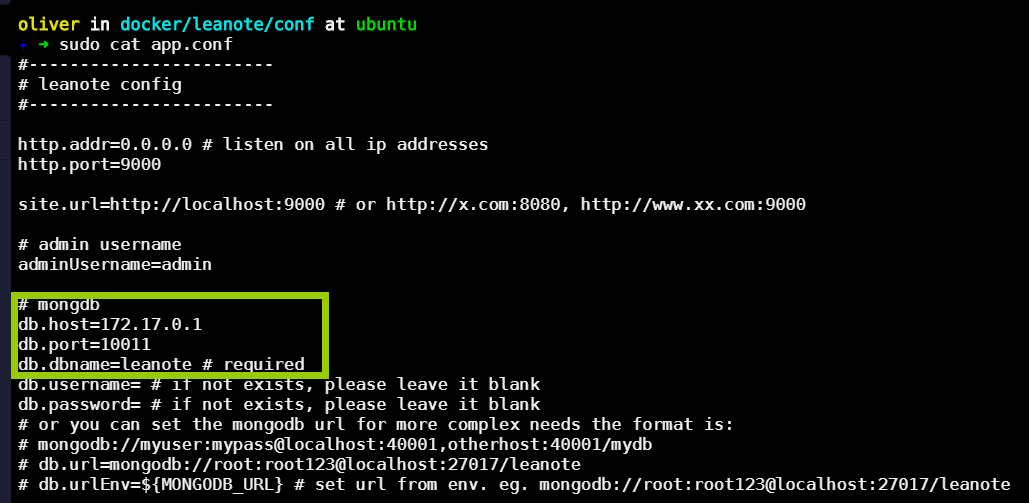 oliver in docker/leanote/conf at ubuntu
✦ ➜ sudo cat app.conf
#------------------------
# leanote config
#------------------------
http.addr=0.0.0.0 # listen on all ip addresses
http.port=9000
site.url=http://localhost:9000 # or http://x.com:8080, http://www.xx.com:9000
# admin username
adminUsername=admin
# mongdb
db.host=172.17.0.1
db.port=10011
db.dbname=leanote # required
db.username= # if not exists, please leave it blank
db.password= # if not exists, please leave it blank
# or you can set the mongodb url for more complex needs the format is:
# mongodb://myuser:mypass@localhost:40001,otherhost:40001/mydb
# db.url=mongodb://root:root123@localhost:27017/leanote
# db.urlEnv=${MONGODB_URL} # set url from env. eg. mongodb://root:root123@localhost:27017/leanote